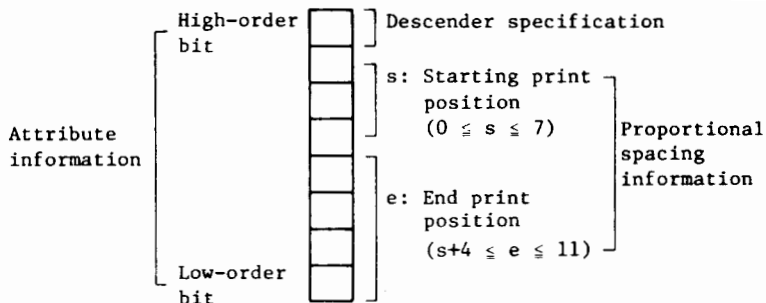 High-order
bit
Descender specification
s: Starting print
position
(0 ≦ s ≦ 7)
Attribute
information
Proportional
spacing
information
e: End print
position
(s+4 ≦ e ≦ 11)
Low-order
bit